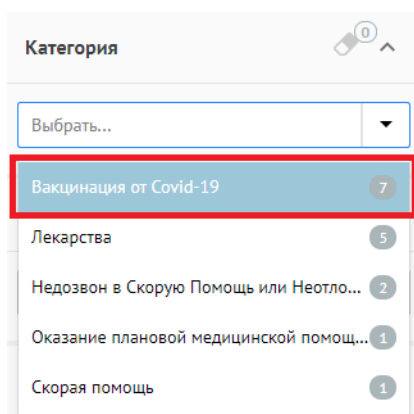 Категория 0
Выбрать...
Вакцинация от Covid-19 7
Лекарства 5
Недозвон в Скорую Помощь или Неотло... 2
Оказание плановой медицинской помощ... 1
Скорая помощь 1